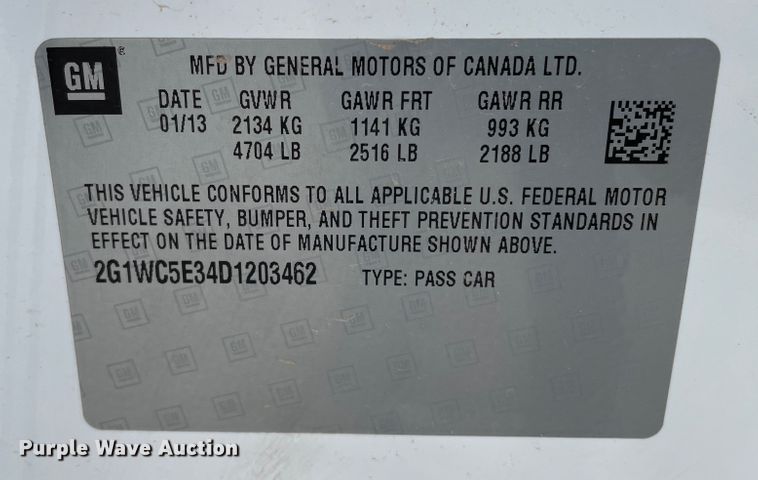 GM
MFD BY GENERAL MOTORS OF CANADA LTD.
DATE GVWR GAWR FRT GAWR RR
01/13 2134 KG 1141 KG 993 KG
4704 LB 2516 LB 2188 LB
THIS VEHICLE CONFORMS TO ALL APPLICABLE U.S. FEDERAL MOTOR
VEHICLE SAFETY, BUMPER, AND THEFT PREVENTION STANDARDS IN
EFFECT ON THE DATE OF MANUFACTURE SHOWN ABOVE.
2G1WC5E34D1203462 TYPE: PASS CAR
Purple Wave Auction